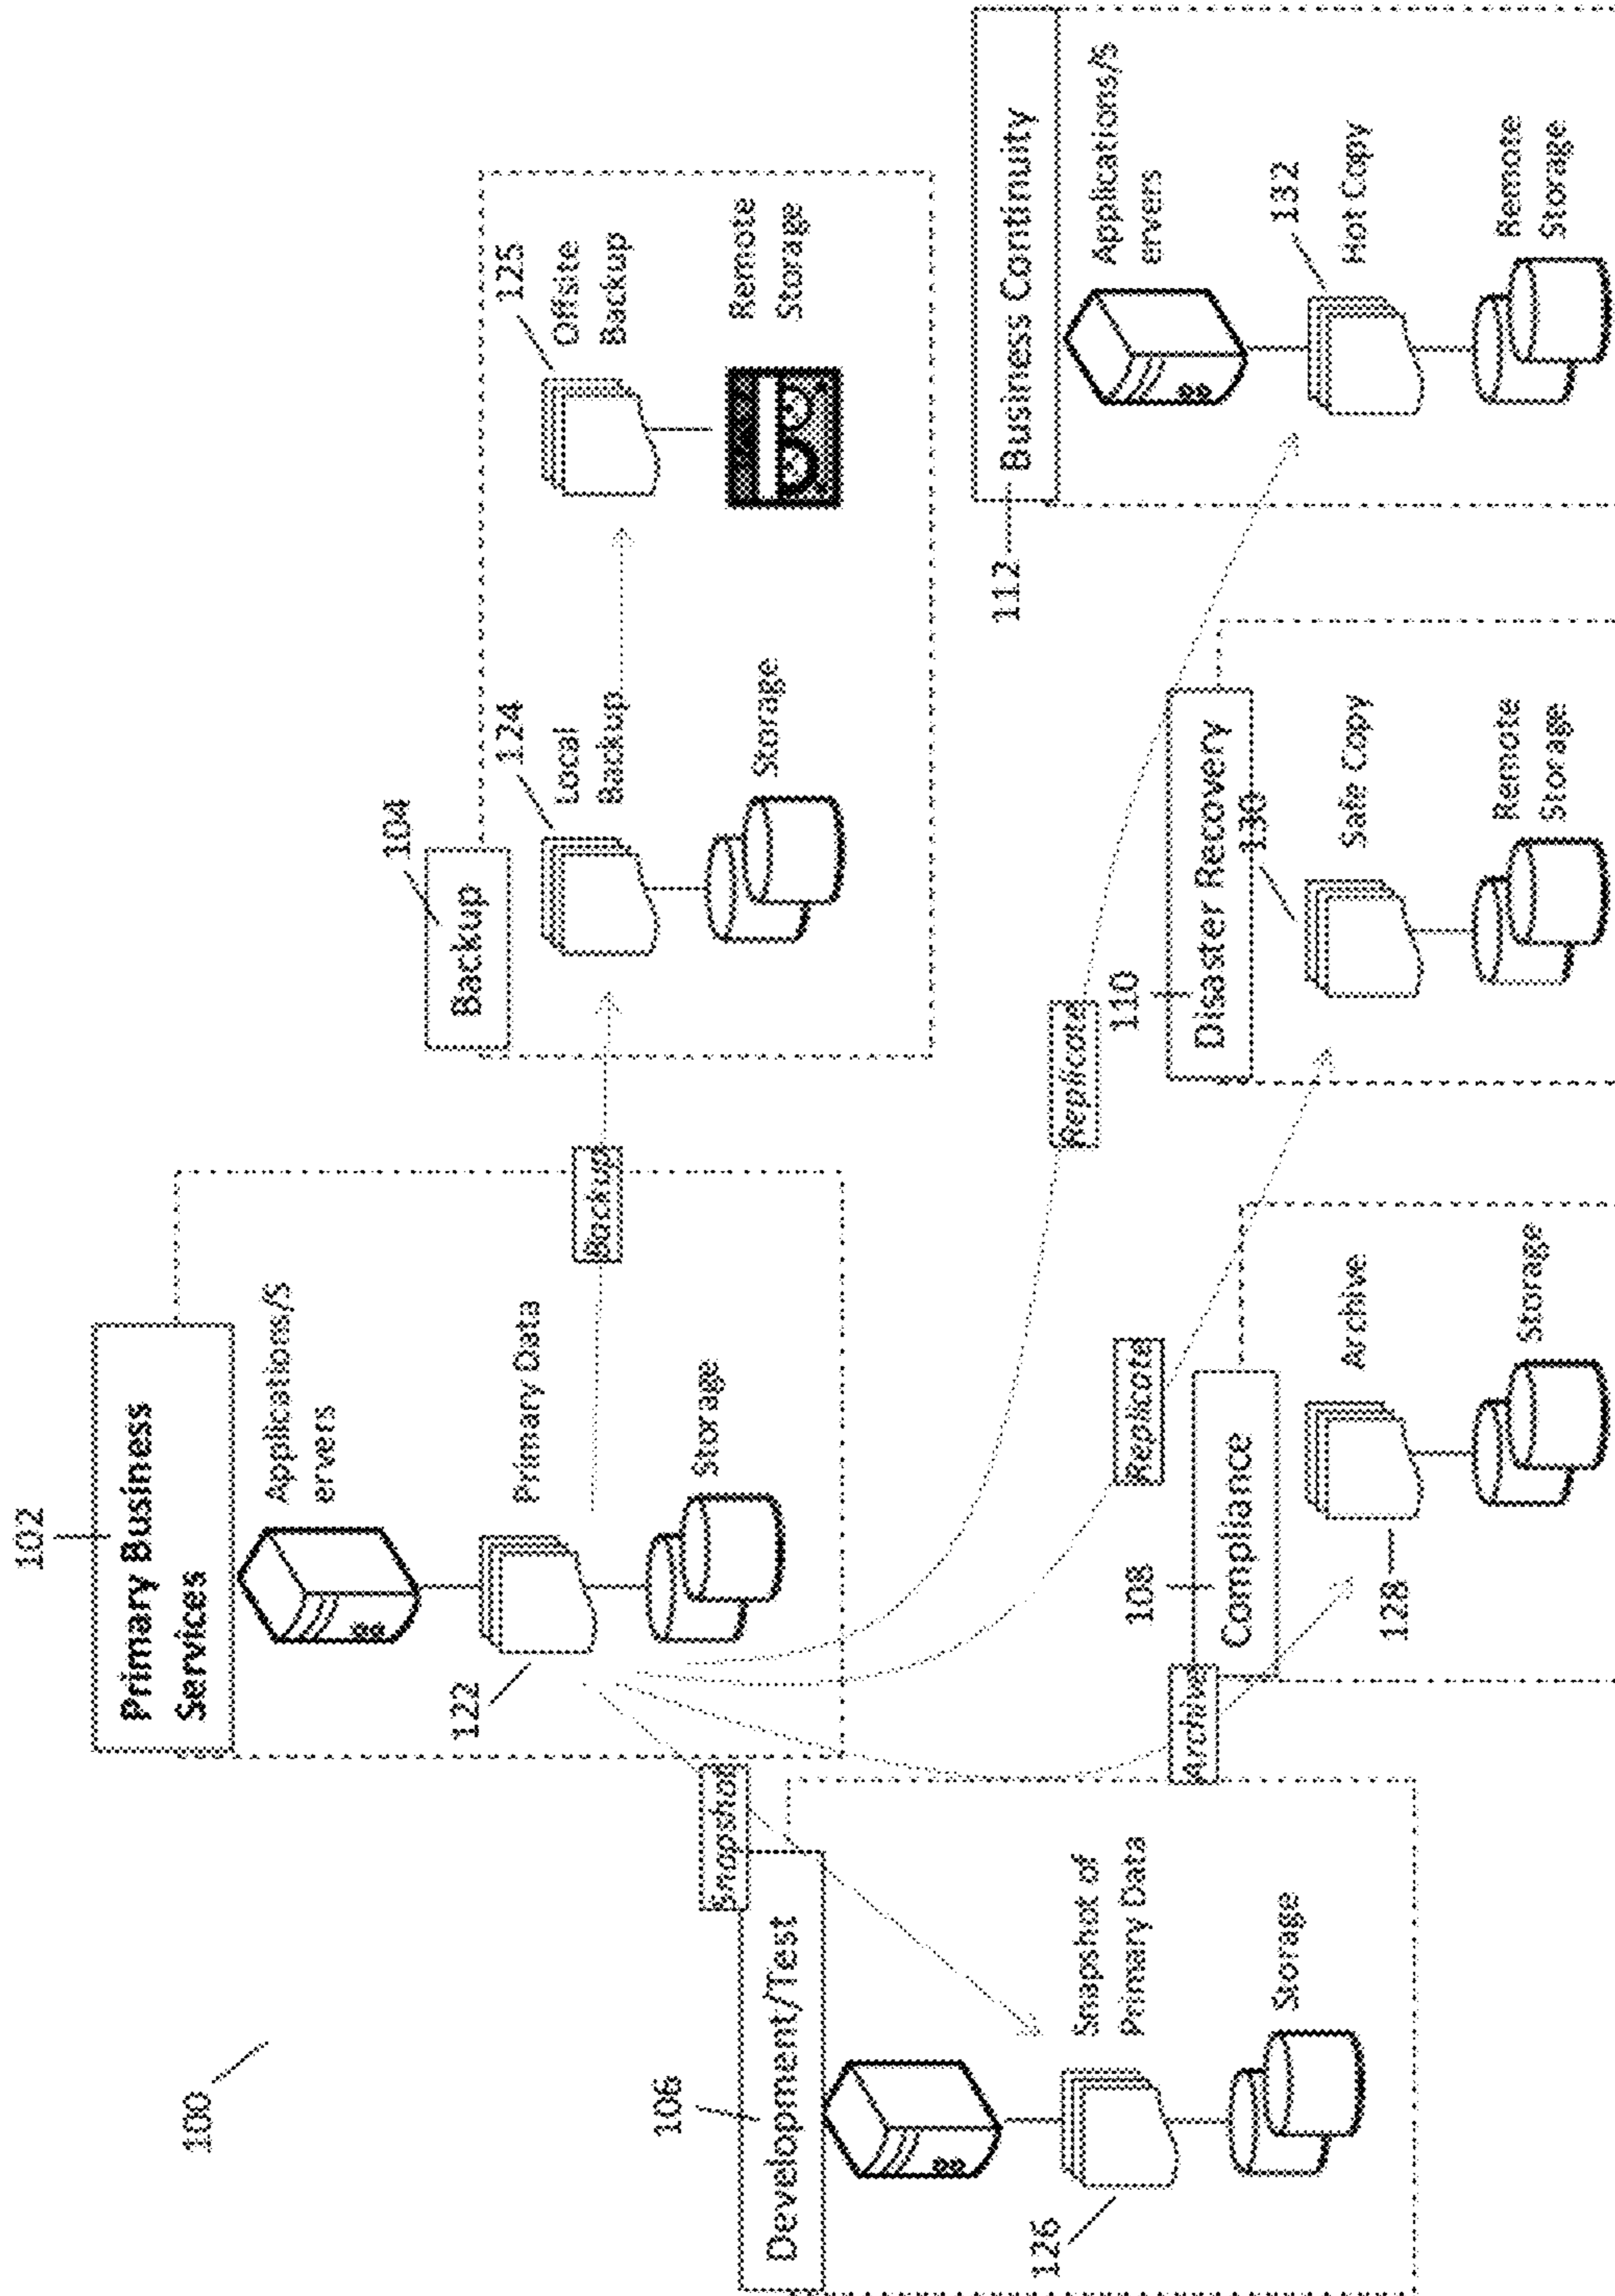 100
102
Primary Business
Services
Applications/S
ervers
122
Primary Data
Storage
Backup
104
Backup
124
Local
Backup
Storage
125
Offsite
Backup
Remote
Storage
Snapshot
106
Development/Test
126
Snapshot of
Primary Data
Storage
Archive
108
Compliance
128
Archive
Storage
Replicate
110
Disaster Recovery
130
Safe Copy
Remote
Storage
Replicate
112
Business Continuity
Applications/S
ervers
132
Hot Copy
Remote
Storage